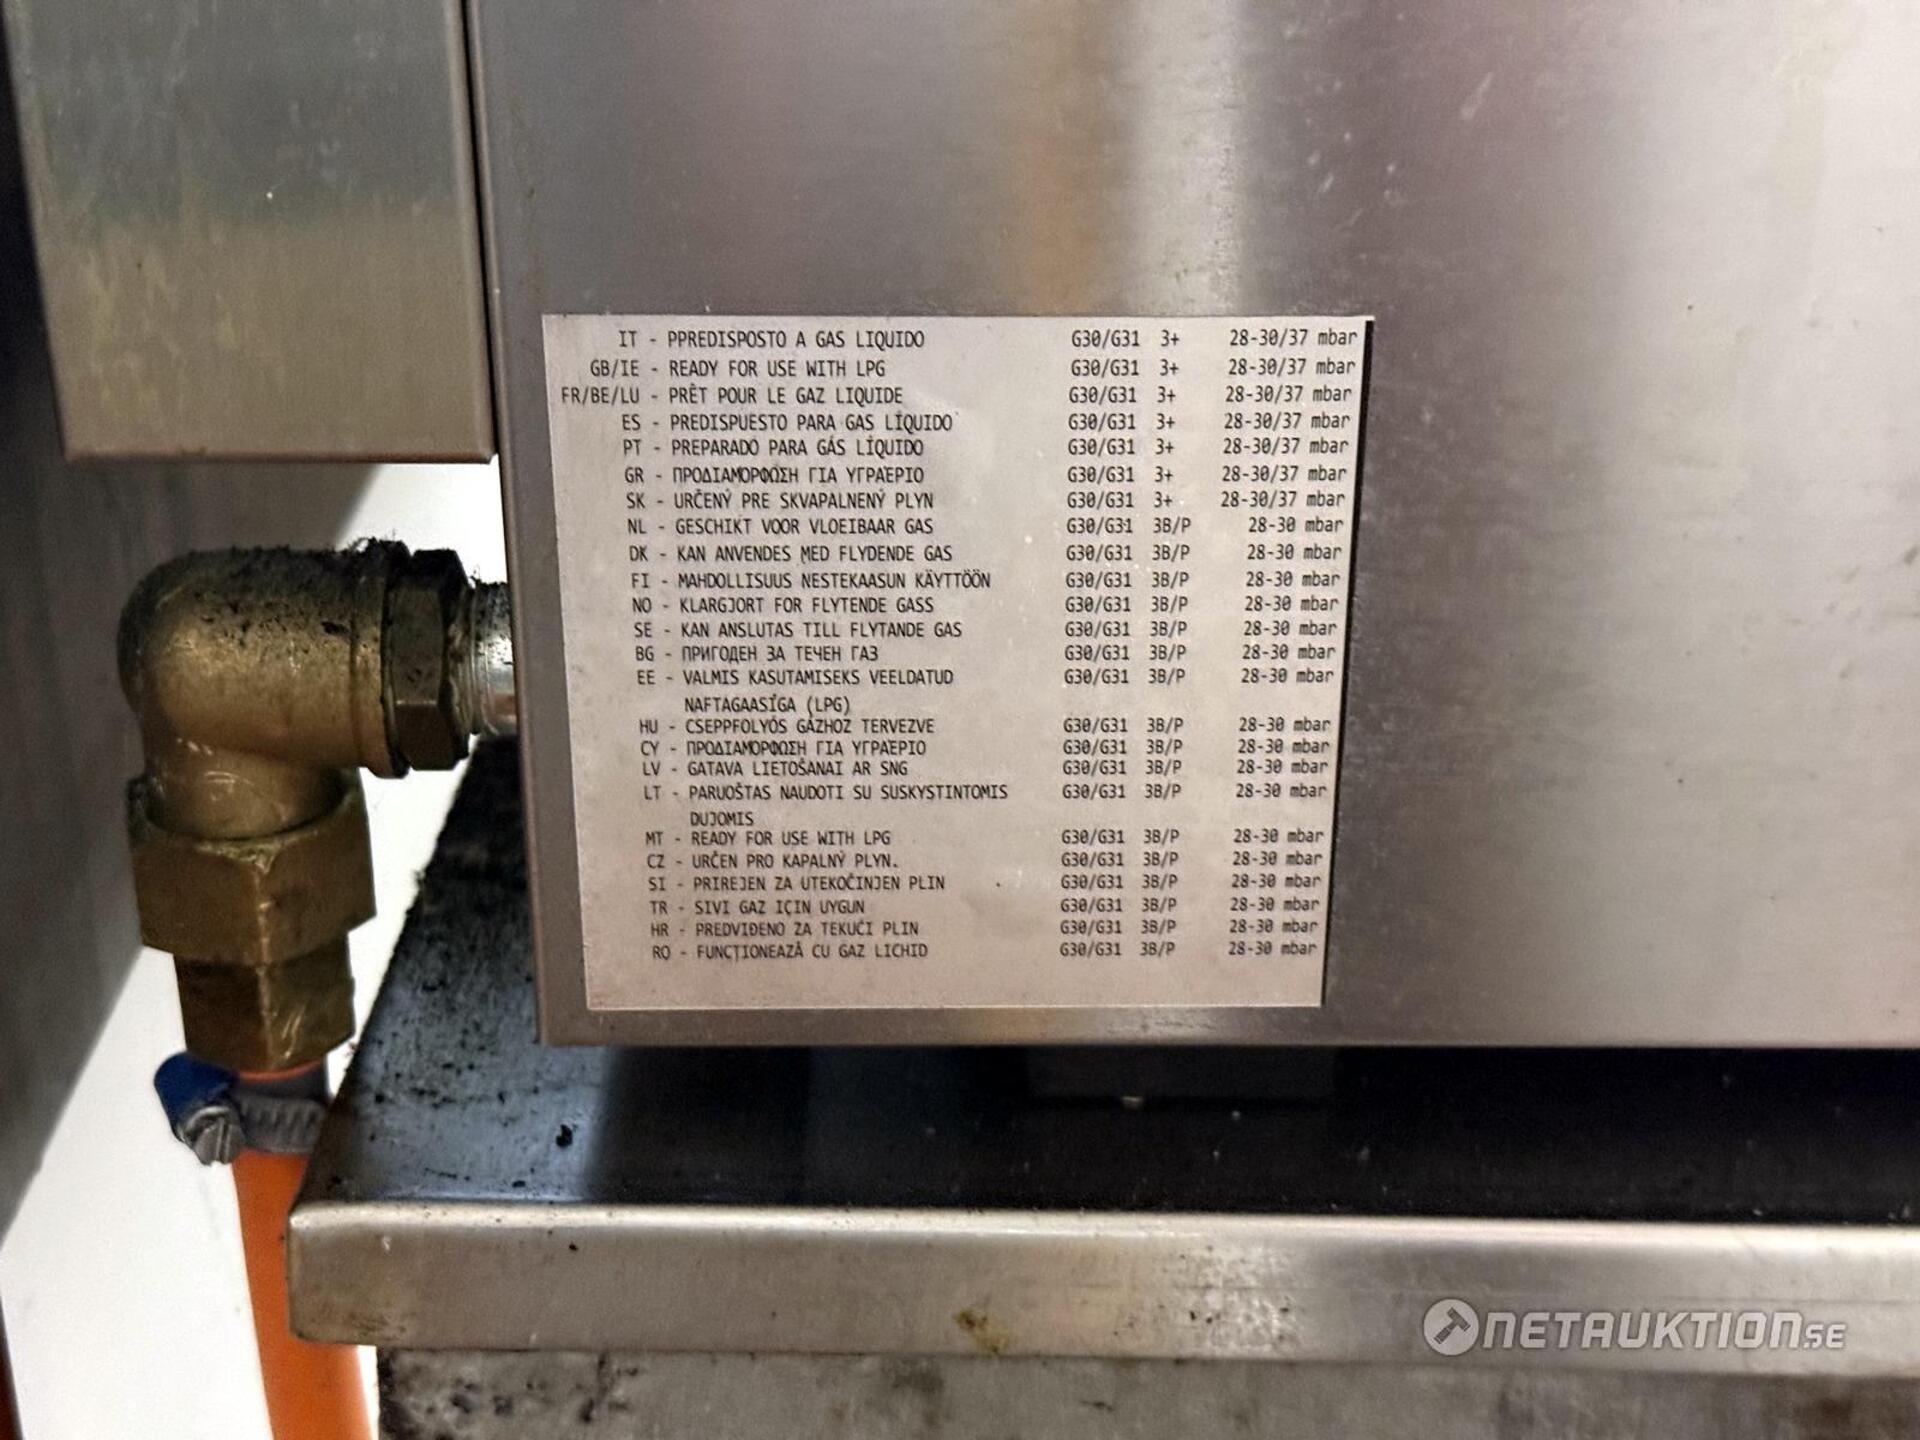 IT - PPREDISPOSTO A GAS LIQUIDO G30/G31 3+ 28-30/37 mbar
GB/IE - READY FOR USE WITH LPG G30/G31 3+ 28-30/37 mbar
FR/BE/LU - PRÊT POUR LE GAZ LIQUIDE G30/G31 3+ 28-30/37 mbar
ES - PREDISPUESTO PARA GAS LÍQUIDO G30/G31 3+ 28-30/37 mbar
PT - PREPARADO PARA GÁS LÍQUIDO G30/G31 3+ 28-30/37 mbar
GR - ΠΡΟΔΙΑΜΌΡΦΩΣΗ ΓΙΑ ΥΓΡΑΈΡΙΟ G30/G31 3+ 28-30/37 mbar
SK - URČENÝ PRE SKVAPALNENÝ PLYN G30/G31 3+ 28-30/37 mbar
NL - GESCHIKT VOOR VLOEIBAAR GAS G30/G31 3B/P 28-30 mbar
DK - KAN ANVENDES MED FLYDENDE GAS G30/G31 3B/P 28-30 mbar
FI - MAHDOLLISUUS NESTEKAASUN KÄYTTÖÖN G30/G31 3B/P 28-30 mbar
NO - KLARGJORT FOR FLYTENDE GASS G30/G31 3B/P 28-30 mbar
SE - KAN ANSLUTAS TILL FLYTANDE GAS G30/G31 3B/P 28-30 mbar
BG - ПРИГОДЕН ЗА ТЕЧЕН ГАЗ G30/G31 3B/P 28-30 mbar
EE - VALMIS KASUTAMISEKS VEELDATUD G30/G31 3B/P 28-30 mbar
NAFTAGAASIGA (LPG)
HU - CSEPPFOLYÓS GÁZHOZ TERVEZVE G30/G31 3B/P 28-30 mbar
CY - ΠΡΟΔΙΑΜΌΡΦΩΣΗ ΓΙΑ ΥΓΡΑΈΡΙΟ G30/G31 3B/P 28-30 mbar
LV - GATAVA LIETOŠANAI AR SNG G30/G31 3B/P 28-30 mbar
LT - PARUOŠTAS NAUDOTI SU SUSKYSTINTOMIS G30/G31 3B/P 28-30 mbar
DUJOMIS
MT - READY FOR USE WITH LPG G30/G31 3B/P 28-30 mbar
CZ - URČEN PRO KAPALNÝ PLYN. G30/G31 3B/P 28-30 mbar
SI - PRIREJEN ZA UTEKOČINJEN PLIN G30/G31 3B/P 28-30 mbar
TR - SIVI GAZ IÇIN UYGUN G30/G31 3B/P 28-30 mbar
HR - PREDVIĐENO ZA TEKUĆI PLIN G30/G31 3B/P 28-30 mbar
RO - FUNCŢIONEAZĂ CU GAZ LICHID G30/G31 3B/P 28-30 mbar
NETAUKTION.SE